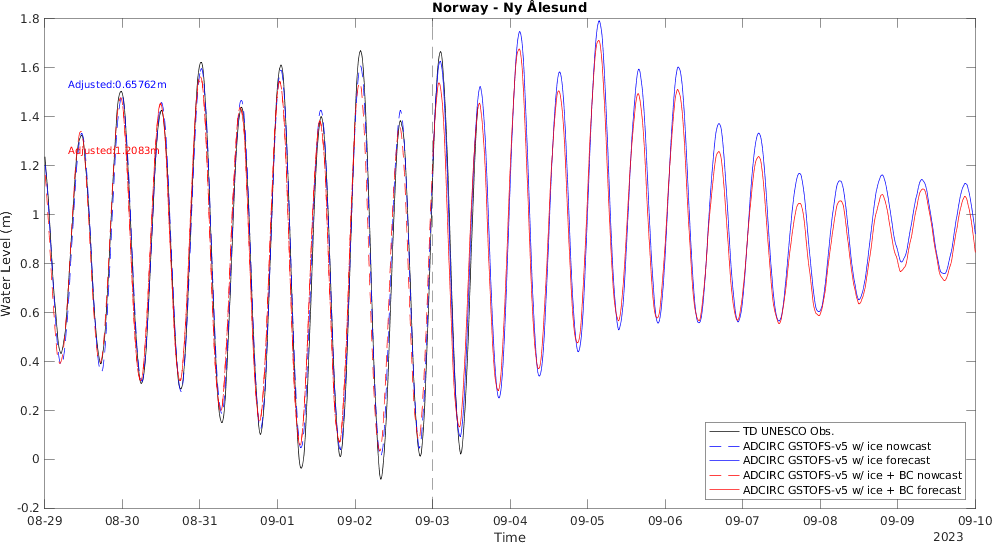 Norway - Ny Ålesund
1.8
1.6
1.4
1.2
1
0.8
0.6
0.4
0.2
0
-0.2
Water Level (m)
Adjusted:0.65762m
Adjusted:1.2083m
TD UNESCO Obs.
ADCIRC GSTOFS-v5 w/ ice nowcast
ADCIRC GSTOFS-v5 w/ ice forecast
ADCIRC GSTOFS-v5 w/ ice + BC nowcast
ADCIRC GSTOFS-v5 w/ ice + BC forecast
08-29 08-30 08-31 09-01 09-02 09-03 09-04 09-05 09-06 09-07 09-08 09-09 09-10
Time
2023